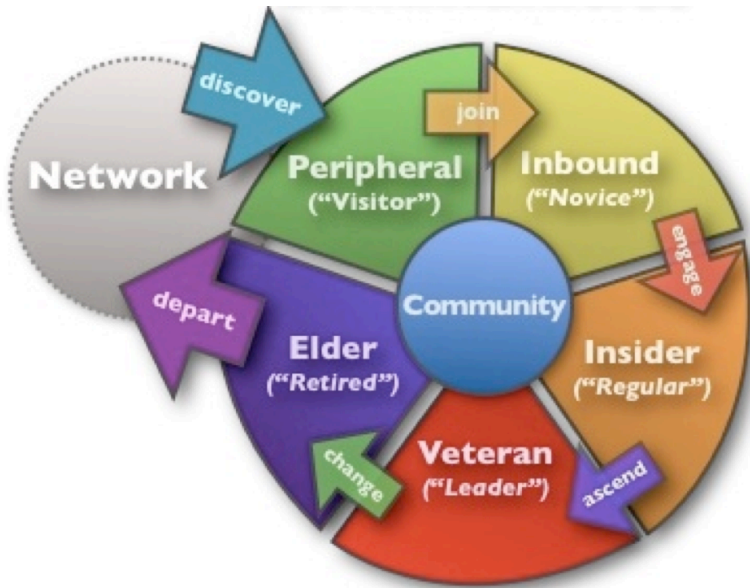 Network
discover
Peripheral
(“Visitor”)
join
Inbound
(“Novice”)
engage
Insider
(“Regular”)
ascend
Veteran
(“Leader”)
change
Elder
(“Retired”)
depart
Community